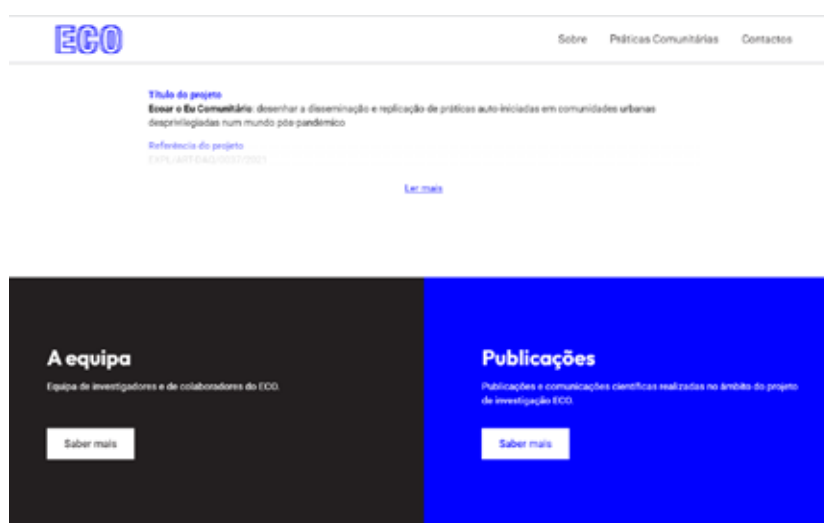 ECO
Sobre Práticas Comunitárias Contactos
Título do projeto
Ecoar o Eu Comunitário: desenhar a disseminação e replicação de práticas auto-iniciadas em comunidades urbanas
desprivilegiadas num mundo pós-pandémico
Referência do projeto
Ler mais
A equipa
Equipa de investigadores e de colaboradores do ECO.
Saber mais
Publicações
Publicações e comunicações científicas realizadas no âmbito do projeto
de investigação ECO.
Saber mais